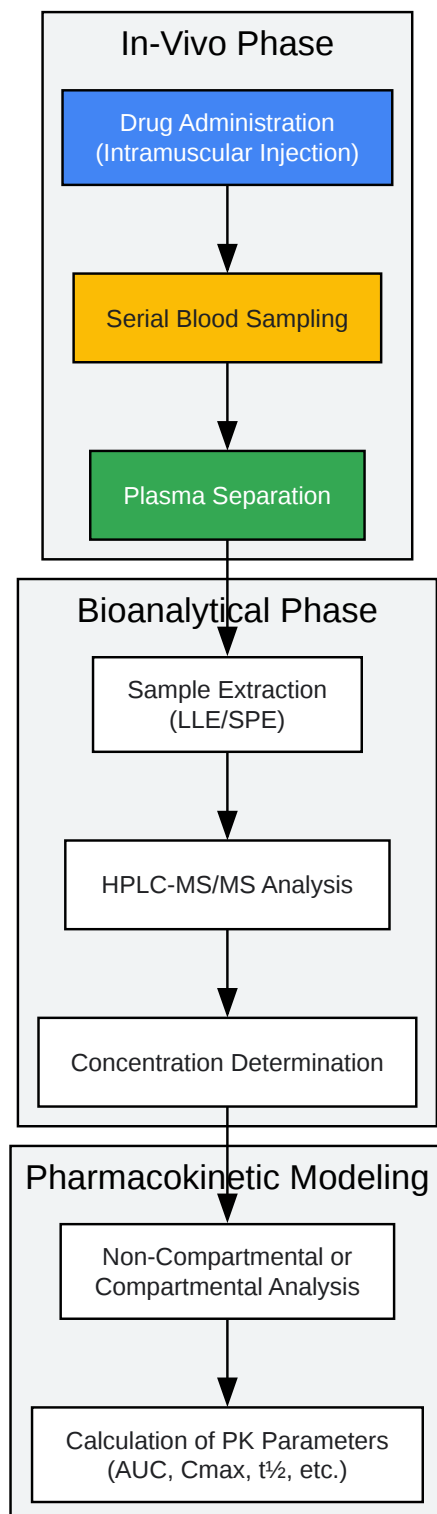 In-Vivo Phase
Drug Administration
(Intramuscular Injection)
Serial Blood Sampling
Plasma Separation
Bioanalytical Phase
Sample Extraction
(LLE/SPE)
HPLC-MS/MS Analysis
Concentration Determination
Pharmacokinetic Modeling
Non-Compartmental or
Compartmental Analysis
Calculation of PK Parameters
(AUC, Cmax, t½, etc.)